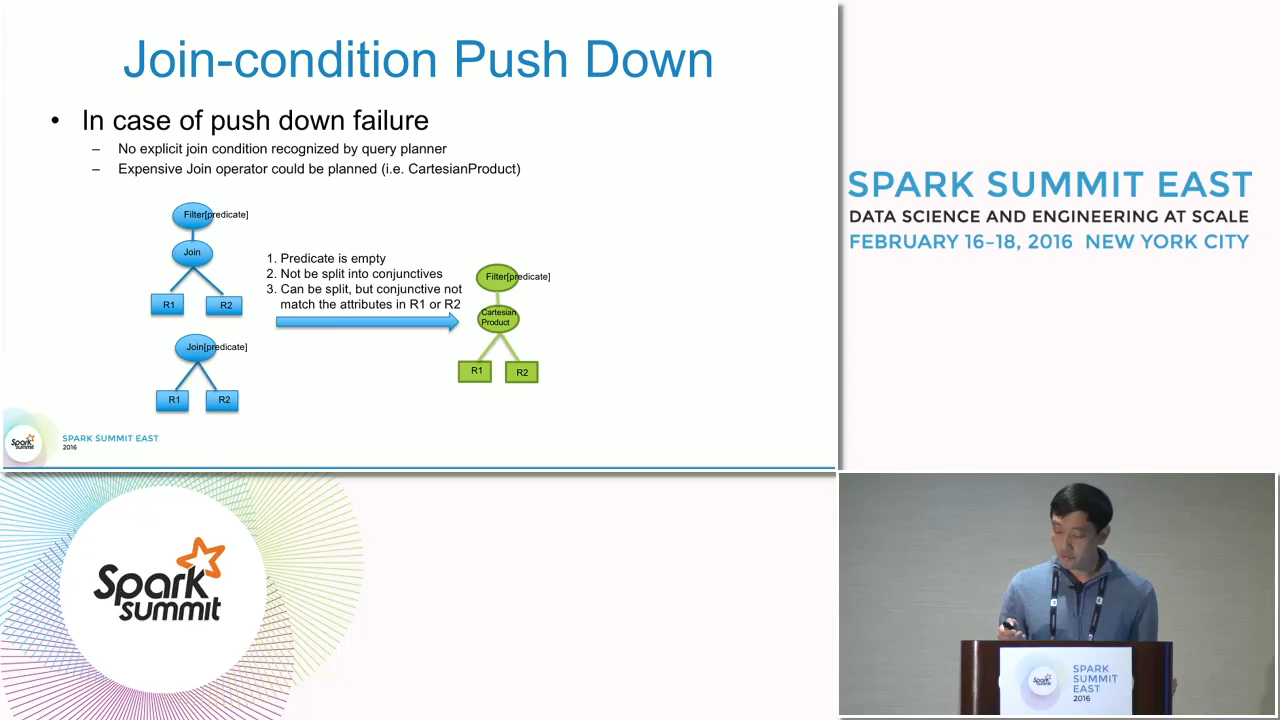 Join-condition Push Down
• In case of push down failure
– No explicit join condition recognized by query planner
– Expensive Join operator could be planned (i.e. CartesianProduct)
Filter[predicate]
Join
R1
R2
1. Predicate is empty
2. Not be split into conjunctives
3. Can be split, but conjunctive not
match the attributes in R1 or R2
Filter[predicate]
Cartesian
Product
R1
R2
Join[predicate]
R1
R2
Spark
Summit
SPARK SUMMIT EAST
2016
SPARK SUMMIT EAST
DATA SCIENCE AND ENGINEERING AT SCALE
FEBRUARY 16–18, 2016 NEW YORK CITY
Spark
Summit
Spark
Summit
SPARK
SUMMIT
EAST
2016